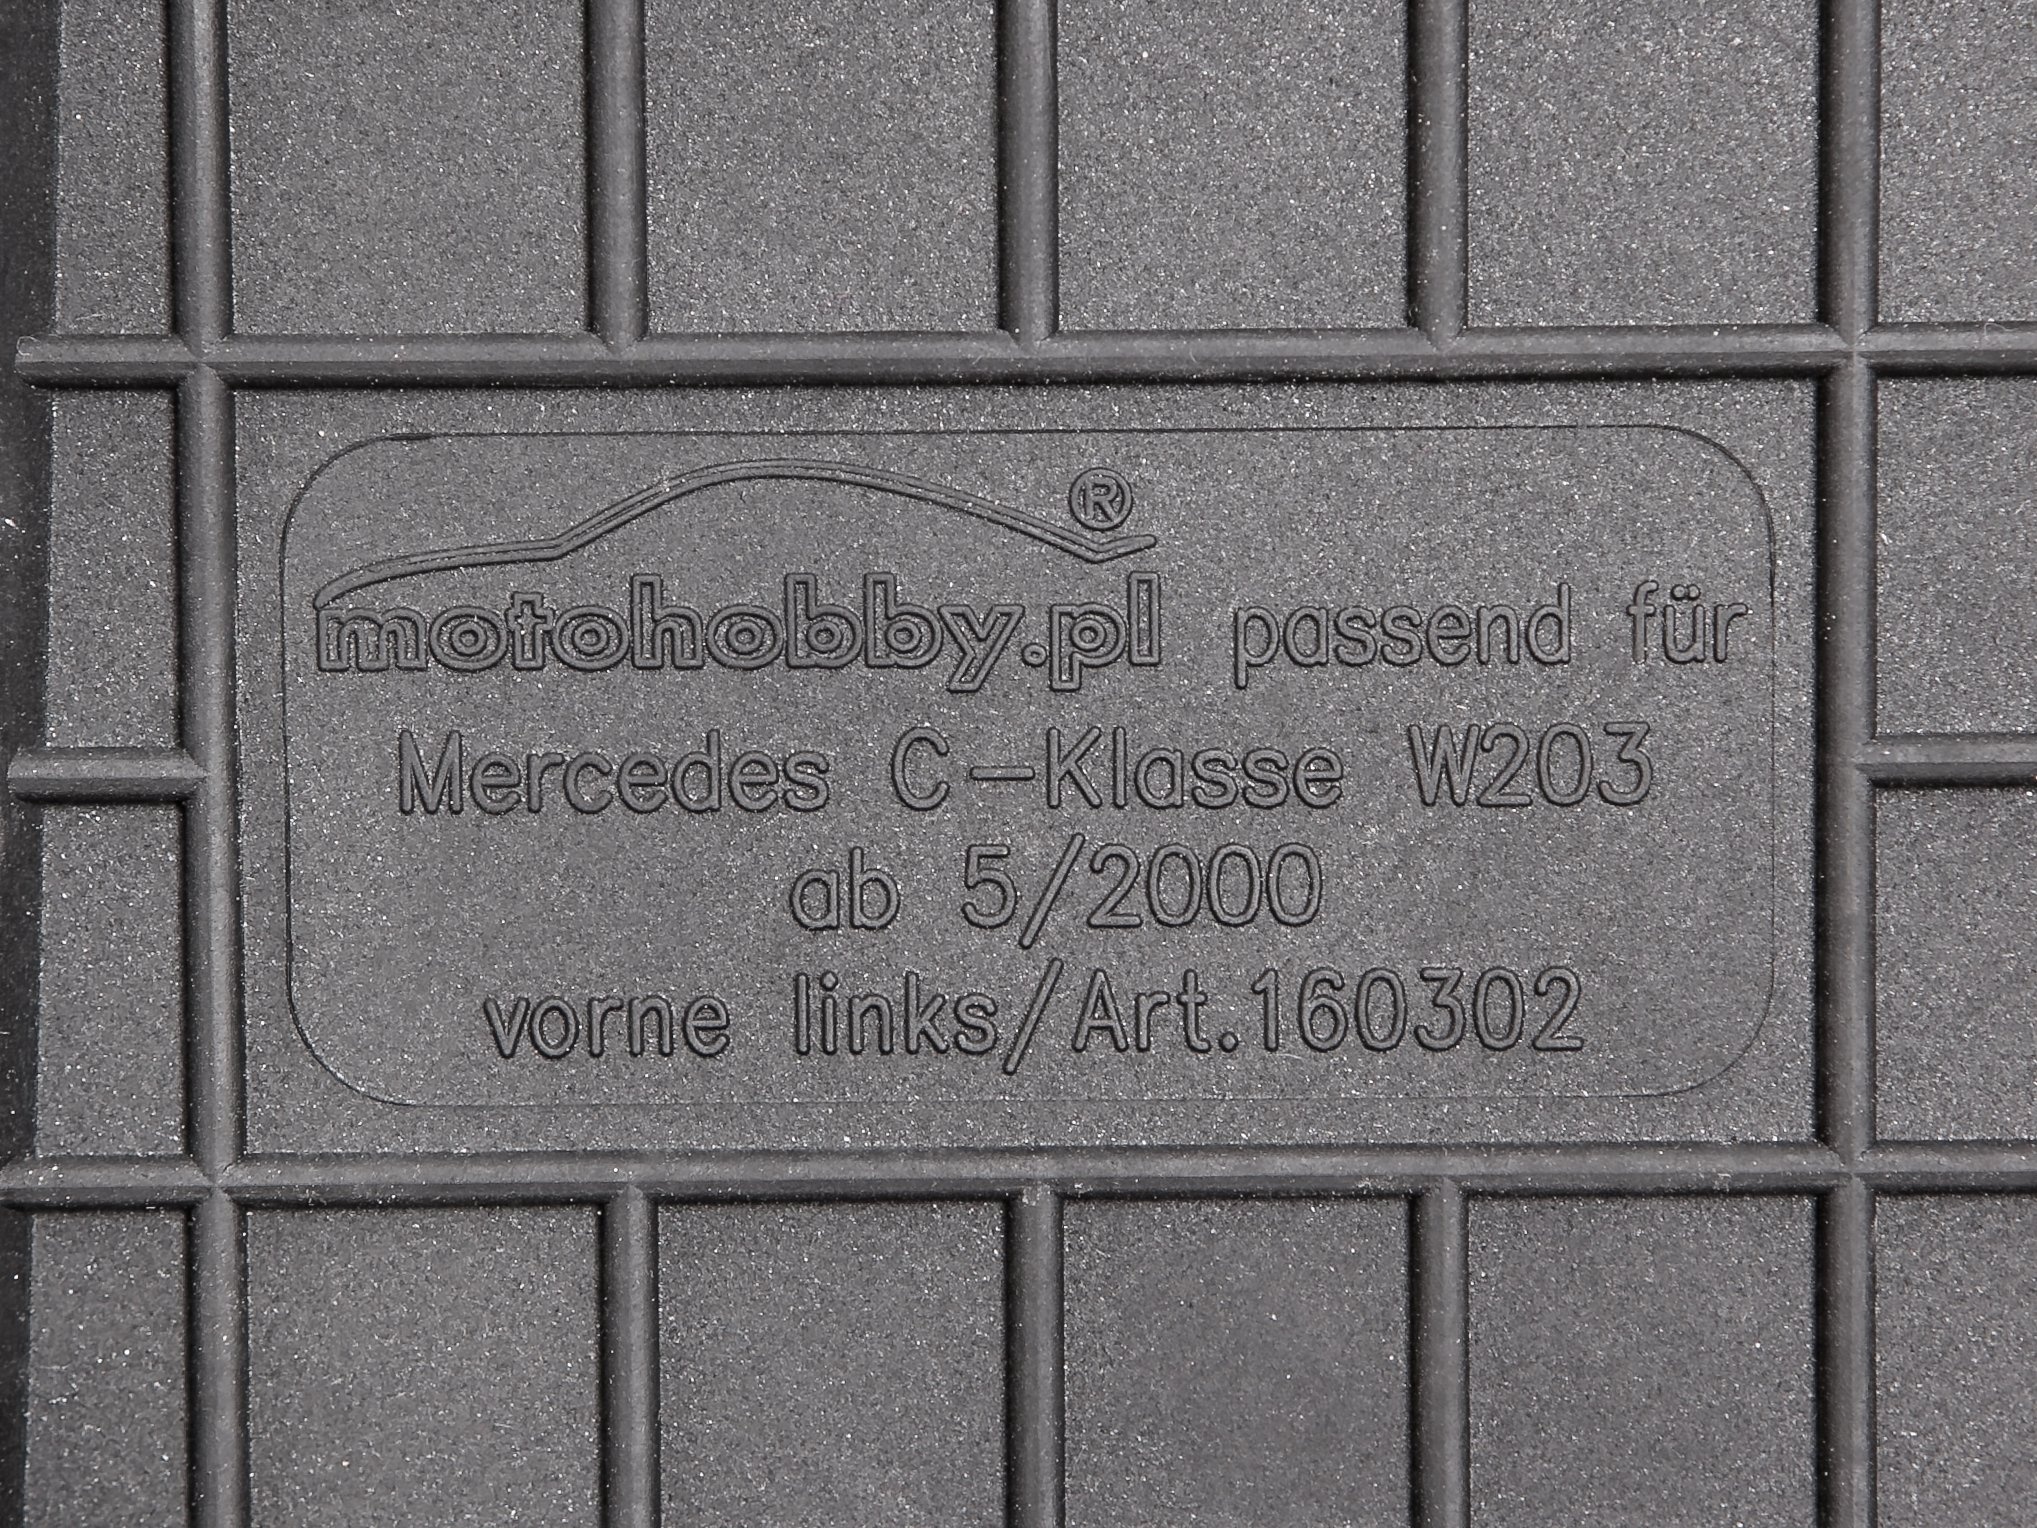 motohobby.pl® passend für
Mercedes C-Klasse W203
ab 5/2000
vorne links/Art.160302